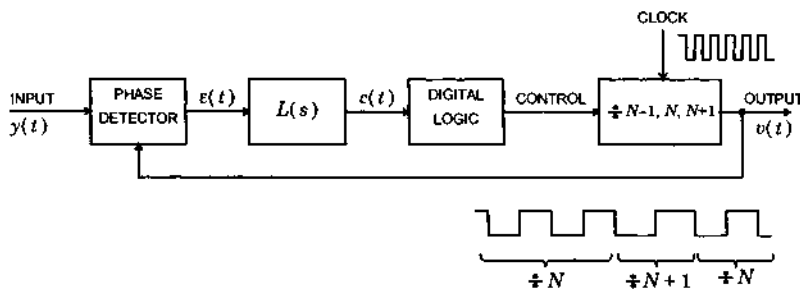 CLOCK
INPUT
y(t)
PHASE
DETECTOR
ε(t)
L(s)
c(t)
DIGITAL
LOGIC
CONTROL
÷ N−1, N, N+1
OUTPUT
v(t)
÷ N
÷ N + 1
÷ N